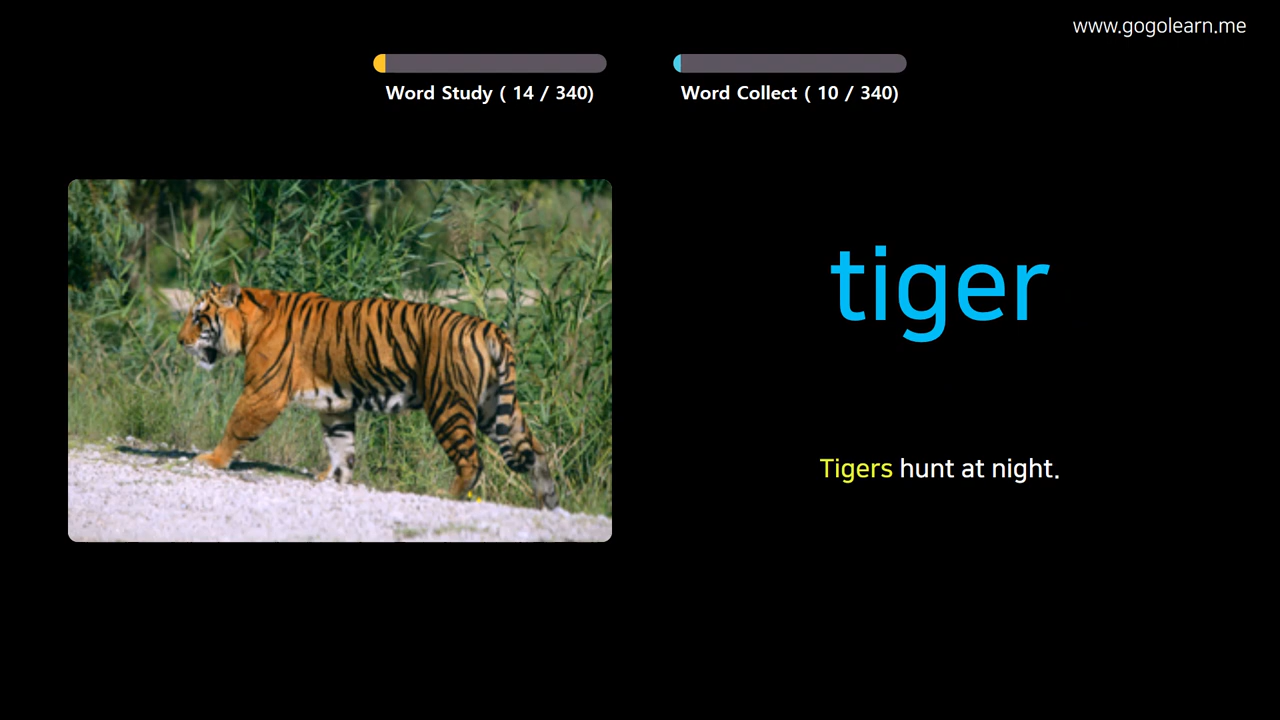 www.gogolearn.me
Word Study ( 14 / 340)
Word Collect ( 10 / 340)
tiger
Tigers hunt at night.